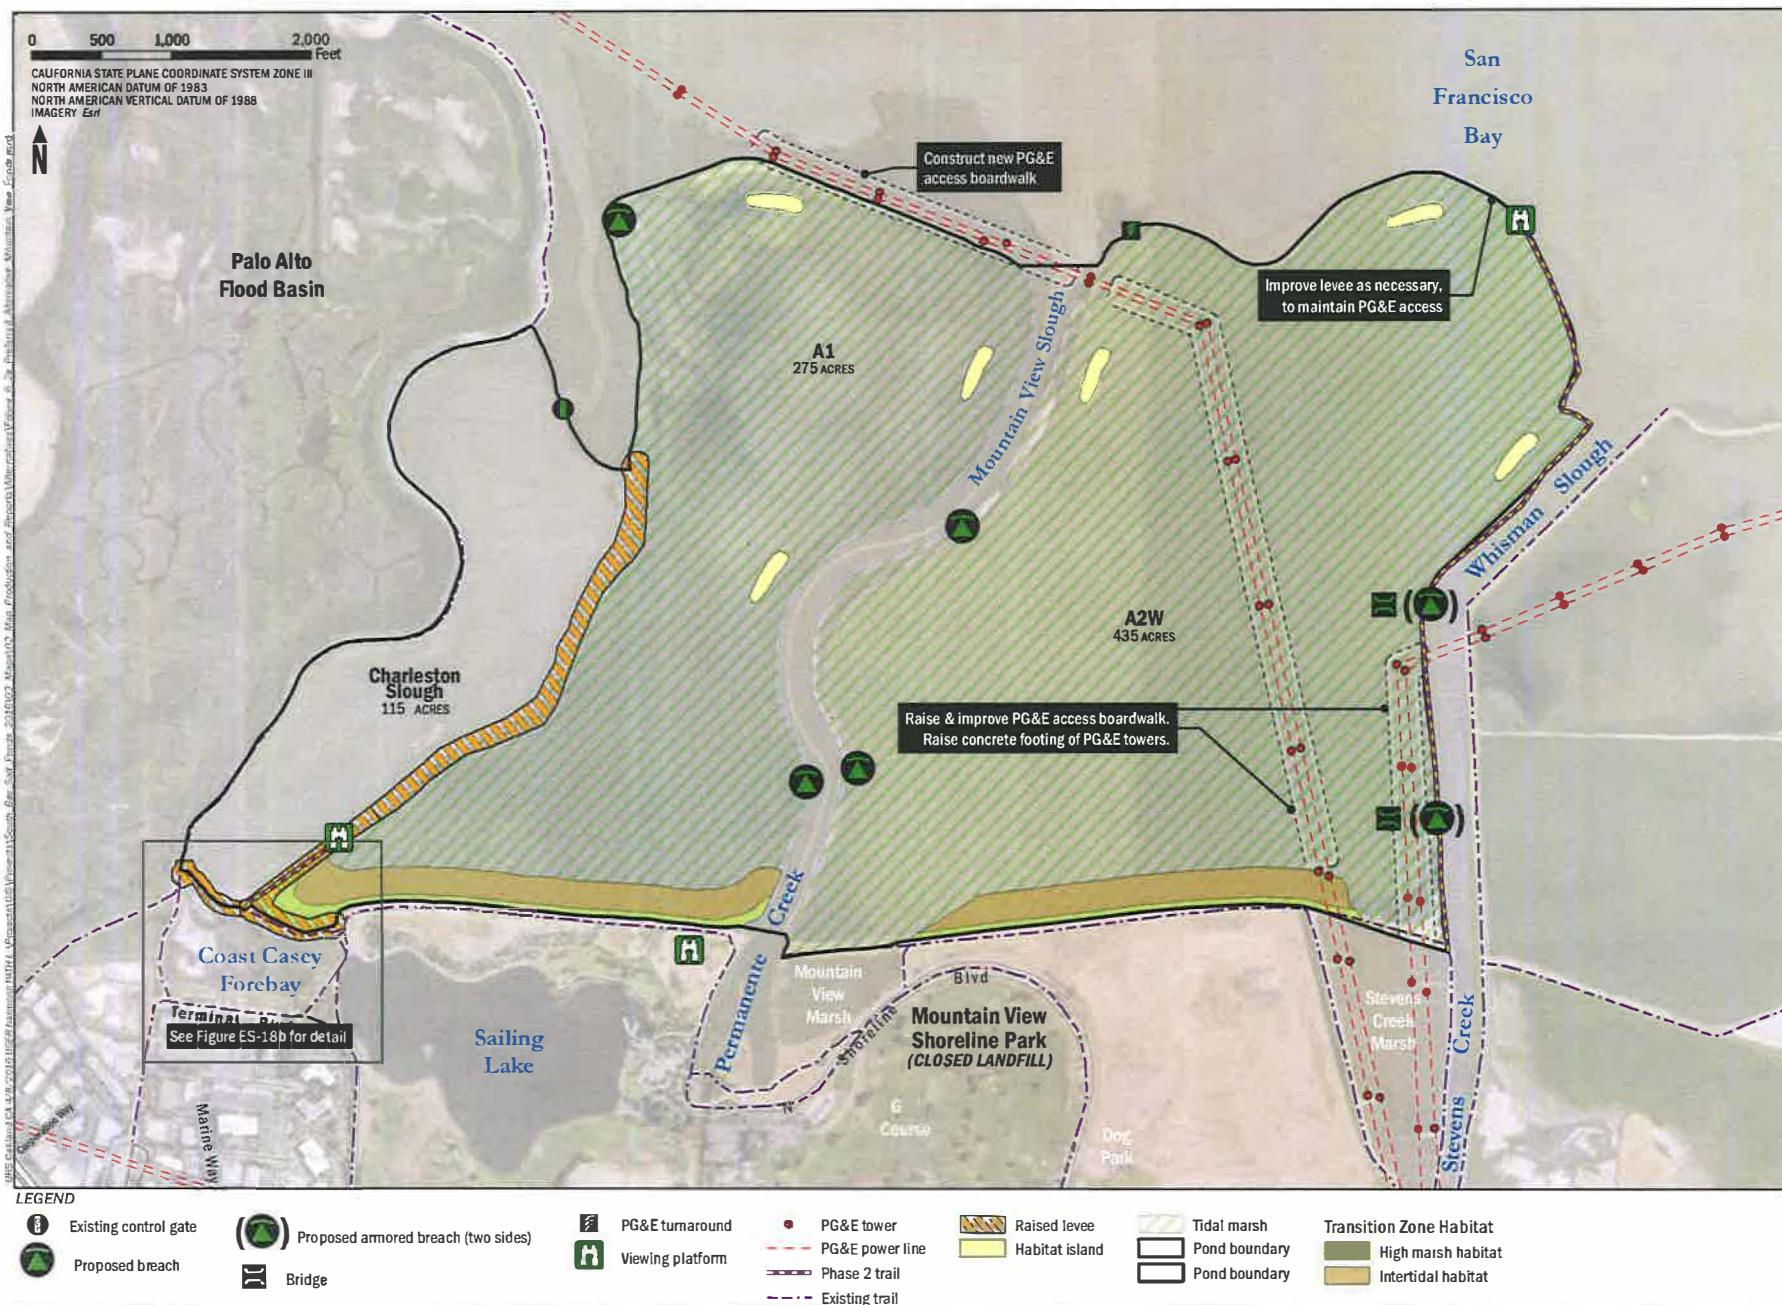 0 500 1,000 2,000
Feet
CALIFORNIA STATE PLANE COORDINATE SYSTEM ZONE III
NORTH AMERICAN DATUM OF 1983
NORTH AMERICAN VERTICAL DATUM OF 1988
IMAGERY Esri
N
San
Francisco
Bay
Construct new PG&E
access boardwalk
Palo Alto
Flood Basin
Improve levee as necessary,
to maintain PG&E access
A1
275 ACRES
Mountain View Slough
Whisman Slough
A2W
435 ACRES
Charleston
Slough
115 ACRES
Raise & improve PG&E access boardwalk.
Raise concrete footing of PG&E towers.
Coast Casey
Forebay
Terminal
See Figure ES-18b for detail
Sailing
Lake
Permanente Creek
Mountain
View
Marsh
N Shoreline Blvd
Mountain View
Shoreline Park
(CLOSED LANDFILL)
Stevens
Creek
Marsh
Stevens Creek
G
Course
Dog
Park
Marine Way
LEGEND
Existing control gate
Proposed breach
Proposed armored breach (two sides)
Bridge
PG&E turnaround
Viewing platform
PG&E tower
PG&E power line
Phase 2 trail
Existing trail
Raised levee
Habitat island
Tidal marsh
Pond boundary
Pond boundary
Transition Zone Habitat
High marsh habitat
Intertidal habitat